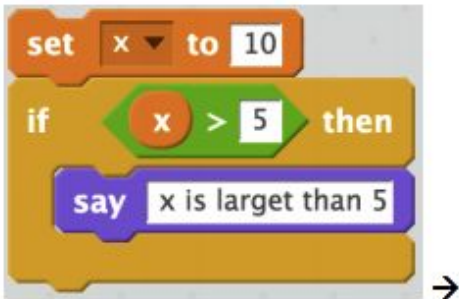 set x to 10
if x > 5 then
say x is larget than 5
→